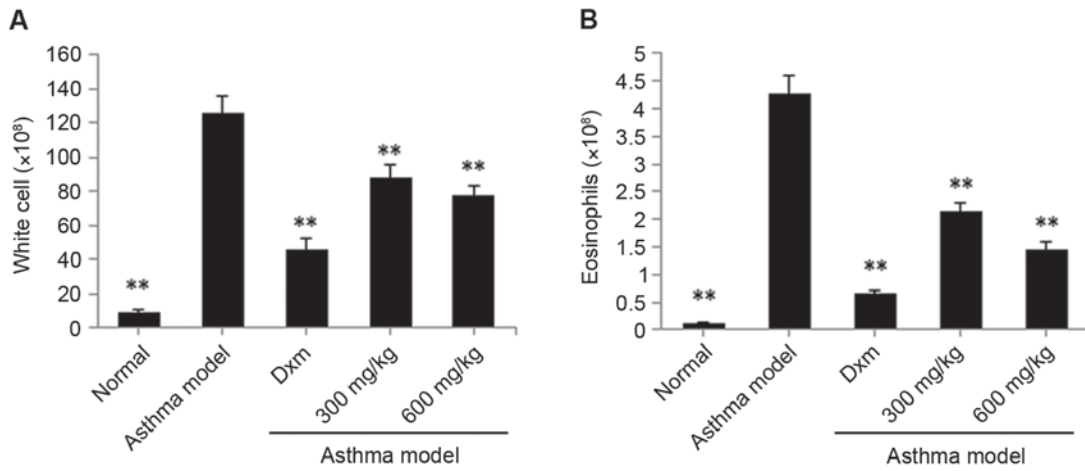 A
White cell (×10⁸)
160
140
120
100
80
60
40
20
0
**
**
**
**
Normal
Asthma model
Dxm
300 mg/kg
600 mg/kg
Asthma model
B
Eosinophils (×10⁸)
5
4.5
4
3.5
3
2.5
2
1.5
1
0.5
0
**
**
**
**
Normal
Asthma model
Dxm
300 mg/kg
600 mg/kg
Asthma model